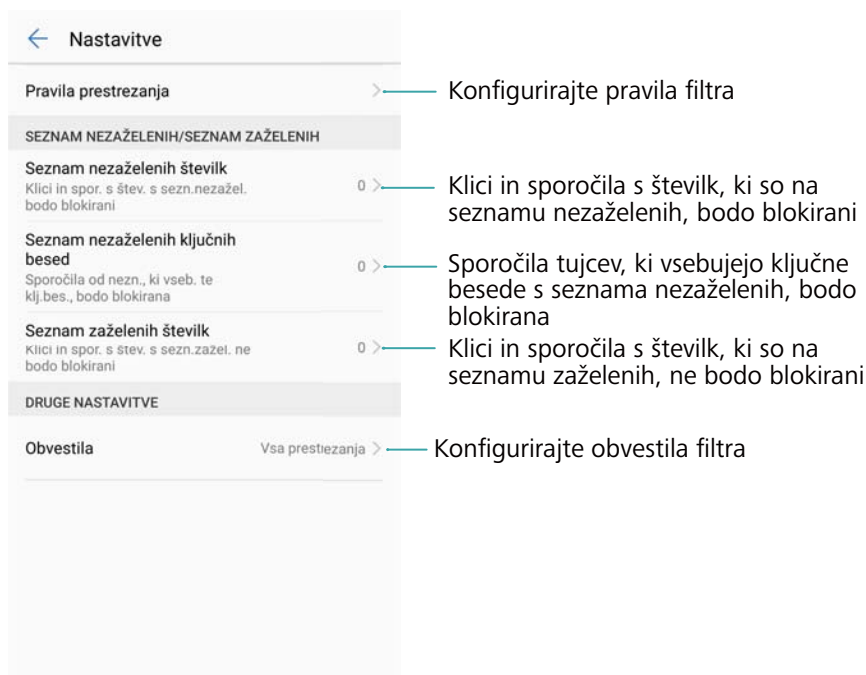 Nastavitve
Pravila prestrezanja
Konfigurirajte pravila filtra
SEZNAM NEZAŽELENIH/SEZNAM ZAŽELENIH
Seznam nezaželenih številk
Klici in spor. s štev. s sezn.nezažel.
bodo blokirani
0
Klici in sporočila s številk, ki so na
seznamu nezaželenih, bodo blokirani
Seznam nezaželenih ključnih
besed
Sporočila od nezn., ki vseb. te
klj.bes., bodo blokirana
0
Sporočila tujcev, ki vsebujejo ključne
besede s seznama nezaželenih, bodo
blokirana
Seznam zaželenih številk
Klici in spor. s štev. s sezn.zažel. ne
bodo blokirani
0
Klici in sporočila s številk, ki so na
seznamu zaželenih, ne bodo blokirani
DRUGE NASTAVITVE
Obvestila
Vsa prestrezanja
Konfigurirajte obvestila filtra